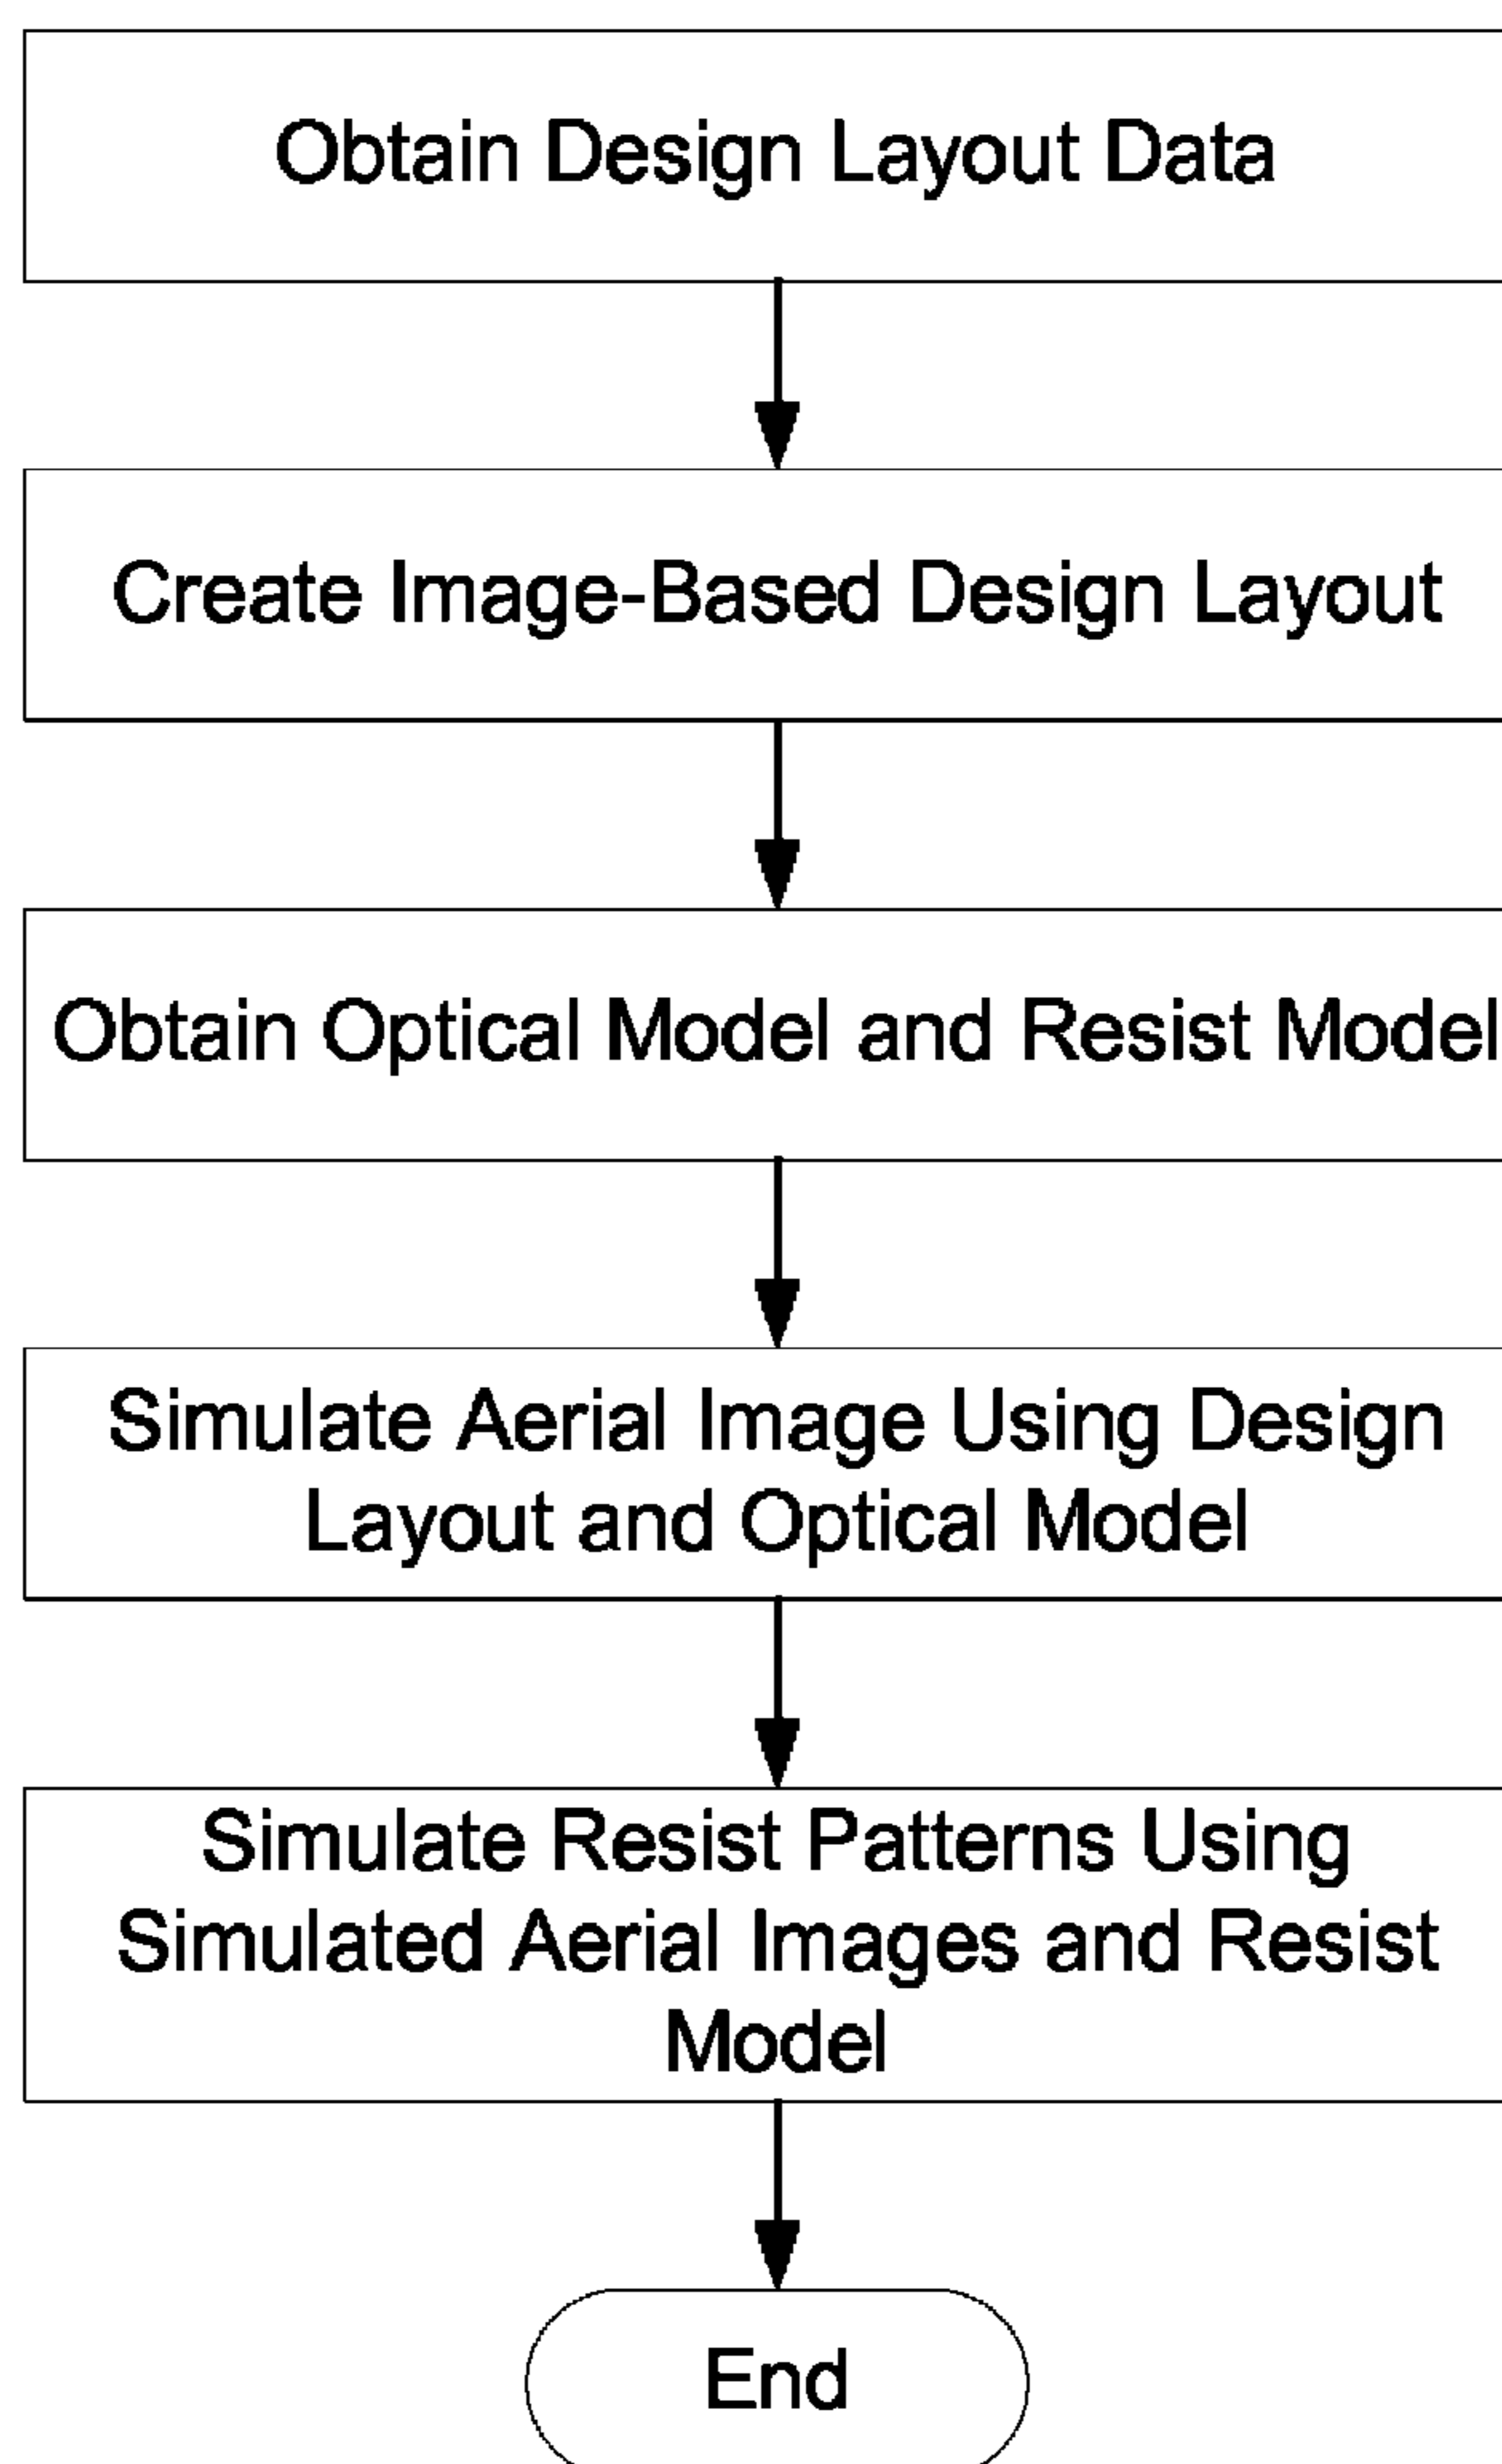 Obtain Design Layout Data
Create Image-Based Design Layout
Obtain Optical Model and Resist Model
Simulate Aerial Image Using Design
Layout and Optical Model
Simulate Resist Patterns Using
Simulated Aerial Images and Resist
Model
End